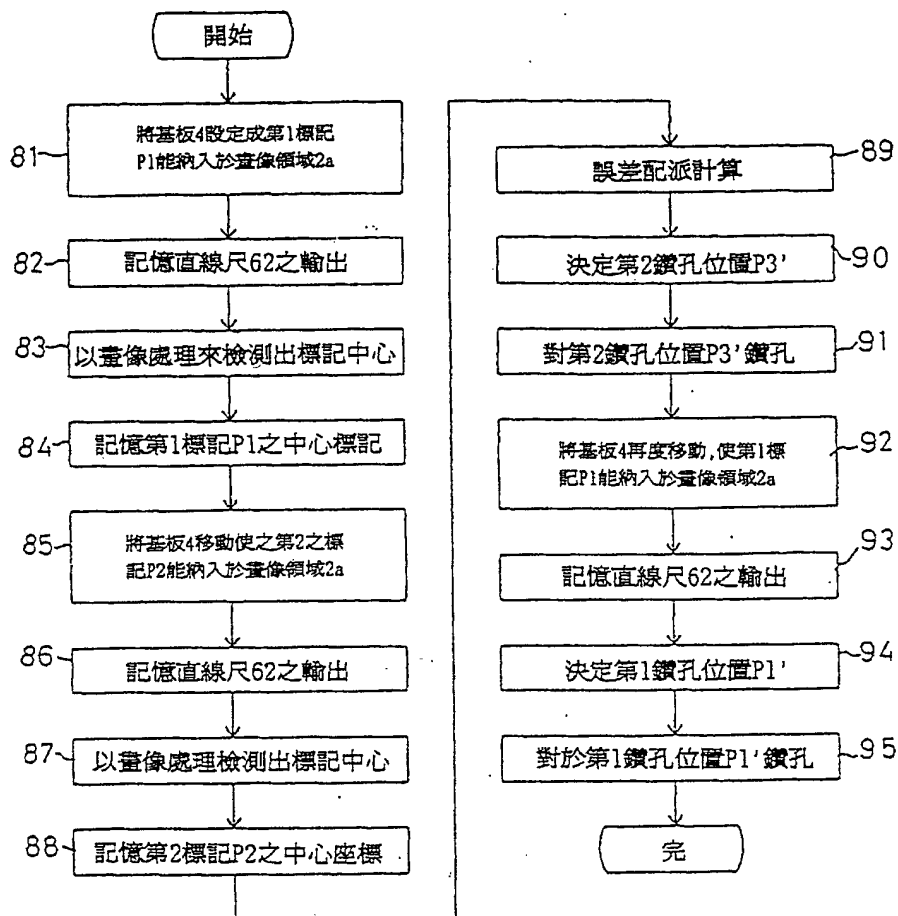 開始
81
將基板4設定成第1標記
P1能納入於畫像領域2a
82
記憶直線尺62之輸出
83
以畫像處理來檢測出標記中心
84
記憶第1標記P1之中心標記
85
將基板4移動使之第2之標
記P2能納入於畫像領域2a
86
記憶直線尺62之輸出
87
以畫像處理檢測出標記中心
88
記憶第2標記P2之中心座標
89
誤差配派計算
90
決定第2鑽孔位置P3'
91
對第2鑽孔位置P3'鑽孔
92
將基板4再度移動,使第1標
記P1能納入於畫像領域2a
93
記憶直線尺62之輸出
94
決定第1鑽孔位置P1'
95
對於第1鑽孔位置P1'鑽孔
完